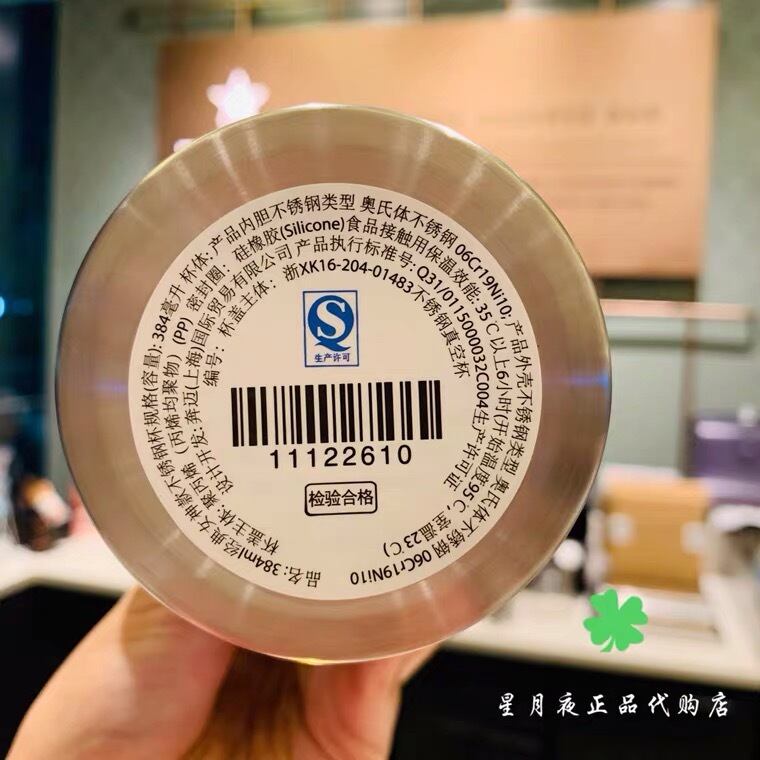 品名: 384ml经典女神款不锈钢杯规格(容量): 384毫升杯体:产品内胆不锈钢类型 奥氏体不锈钢 06Cr19Ni10; 产品外壳不锈钢类型 奥氏体不锈钢 06Cr19Ni10
杯盖主体: 聚丙烯（丙烯均聚物）(PP) 密封圈： 硅橡胶(Silicone)食品接触用保温效能: 35℃以上6小时(开始温度95℃, 室温23℃)
设计开发: 奔迈(上海)国际贸易有限公司 产品执行标准号: Q31/0115000032C004生产许可证
编号： 杯盖主体： 浙XK16-204-01483不锈钢真空杯
生产许可
11122610
检验合格
星月夜正品代购店